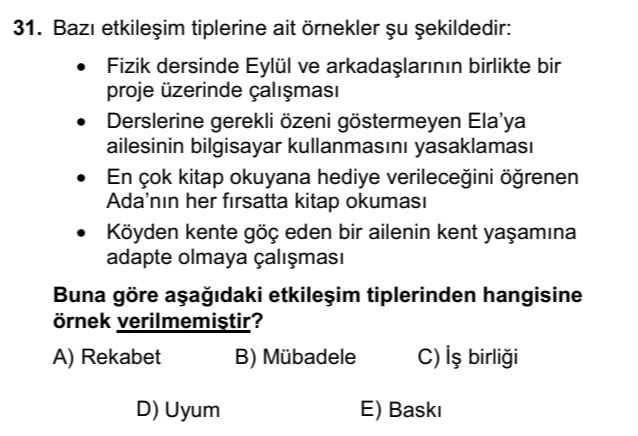 31. Bazı etkileşim tiplerine ait örnekler şu şekildedir:
• Fizik dersinde Eylül ve arkadaşlarının birlikte bir
proje üzerinde çalışması
• Derslerine gerekli özeni göstermeyen Ela’ya
ailesinin bilgisayar kullanmasını yasaklaması
• En çok kitap okuyana hediye verileceğini öğrenen
Ada’nın her fırsatta kitap okuması
• Köyden kente göç eden bir ailenin kent yaşamına
adapte olmaya çalışması
Buna göre aşağıdaki etkileşim tiplerinden hangisine
örnek verilmemiştir?
A) Rekabet B) Mübadele C) İş birliği
D) Uyum E) Baskı